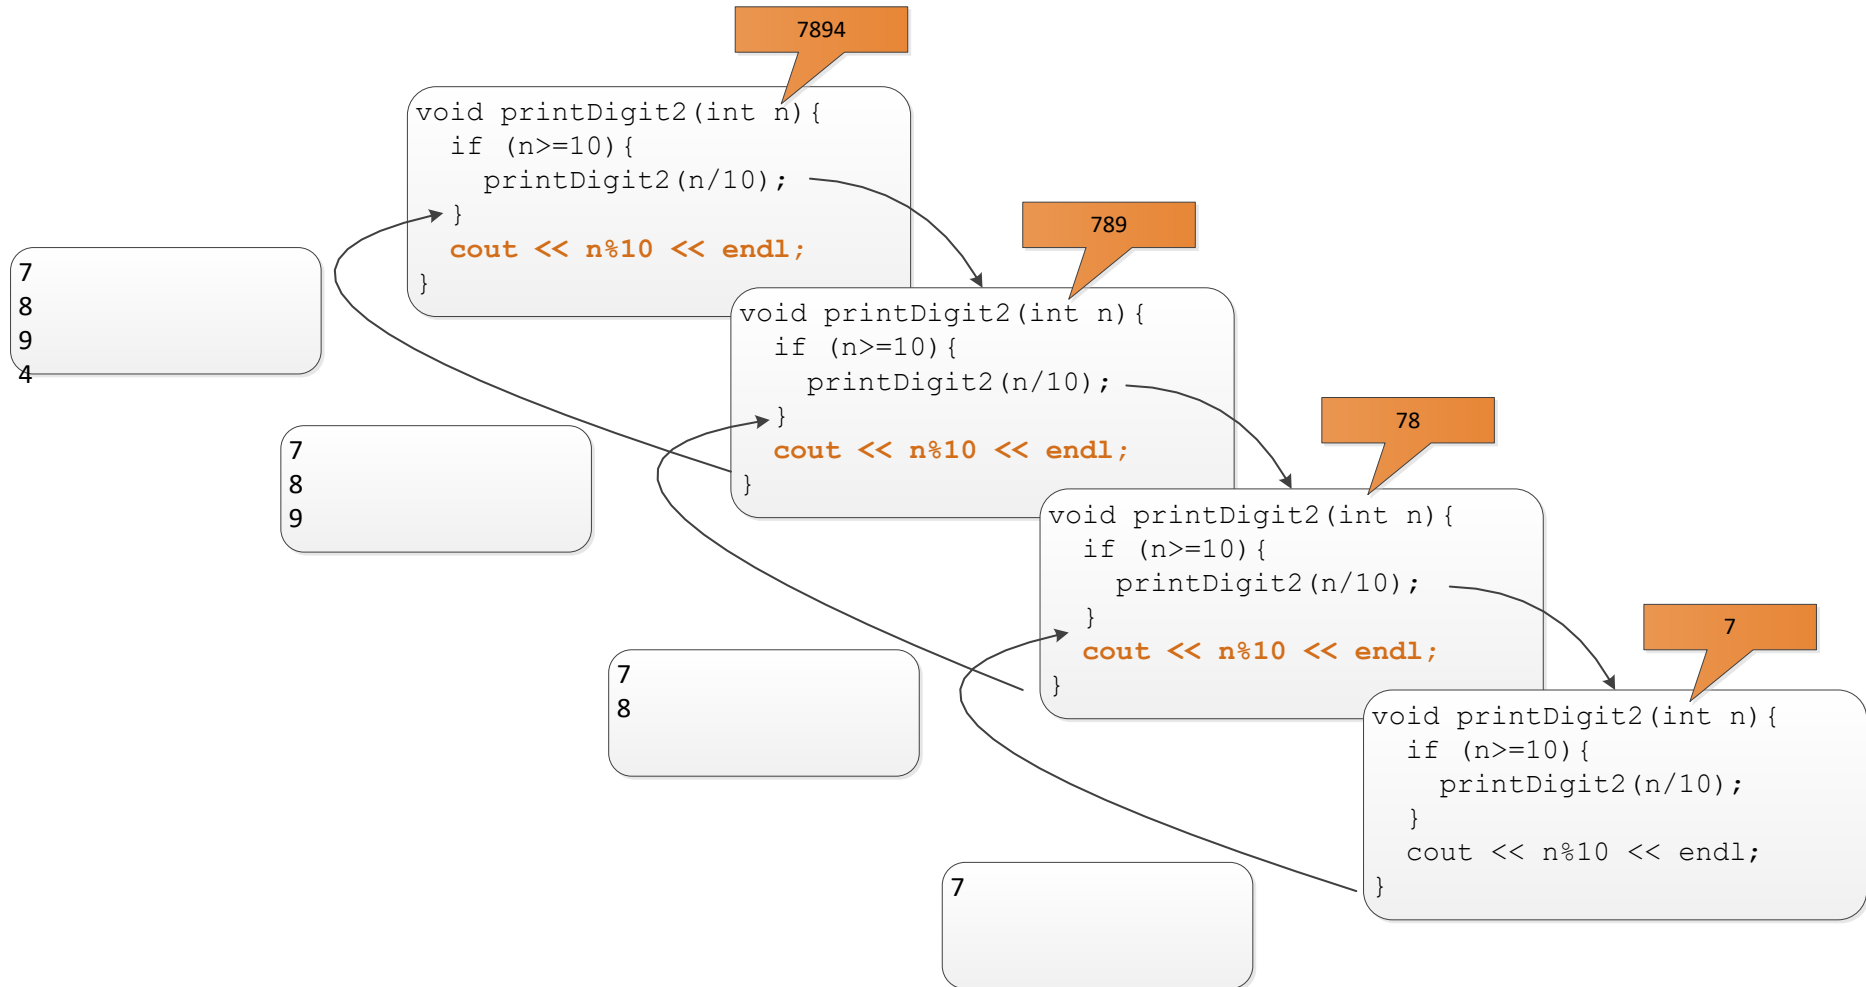 7894
void printDigit2(int n){
  if (n>=10){
    printDigit2(n/10);
  }
  cout << n%10 << endl;
}
7
8
9
4
789
void printDigit2(int n){
  if (n>=10){
    printDigit2(n/10);
  }
  cout << n%10 << endl;
}
7
8
9
78
void printDigit2(int n){
  if (n>=10){
    printDigit2(n/10);
  }
  cout << n%10 << endl;
}
7
8
7
void printDigit2(int n){
  if (n>=10){
    printDigit2(n/10);
  }
  cout << n%10 << endl;
}
7